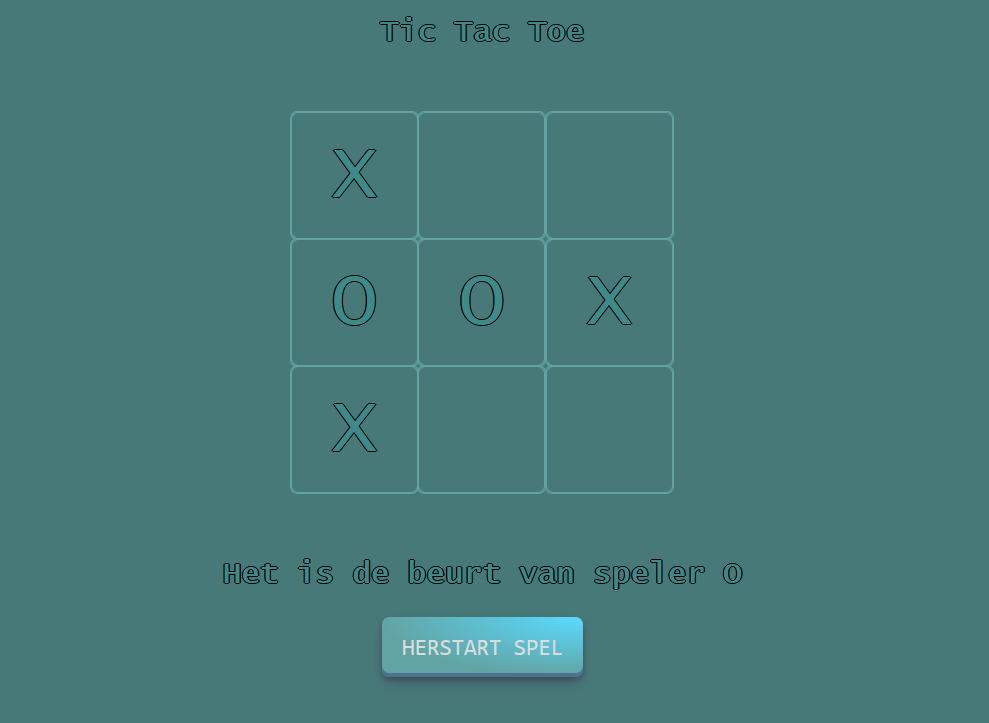 Tic Tac Toe
X
O O X
X
Het is de beurt van speler O
HERSTART SPEL